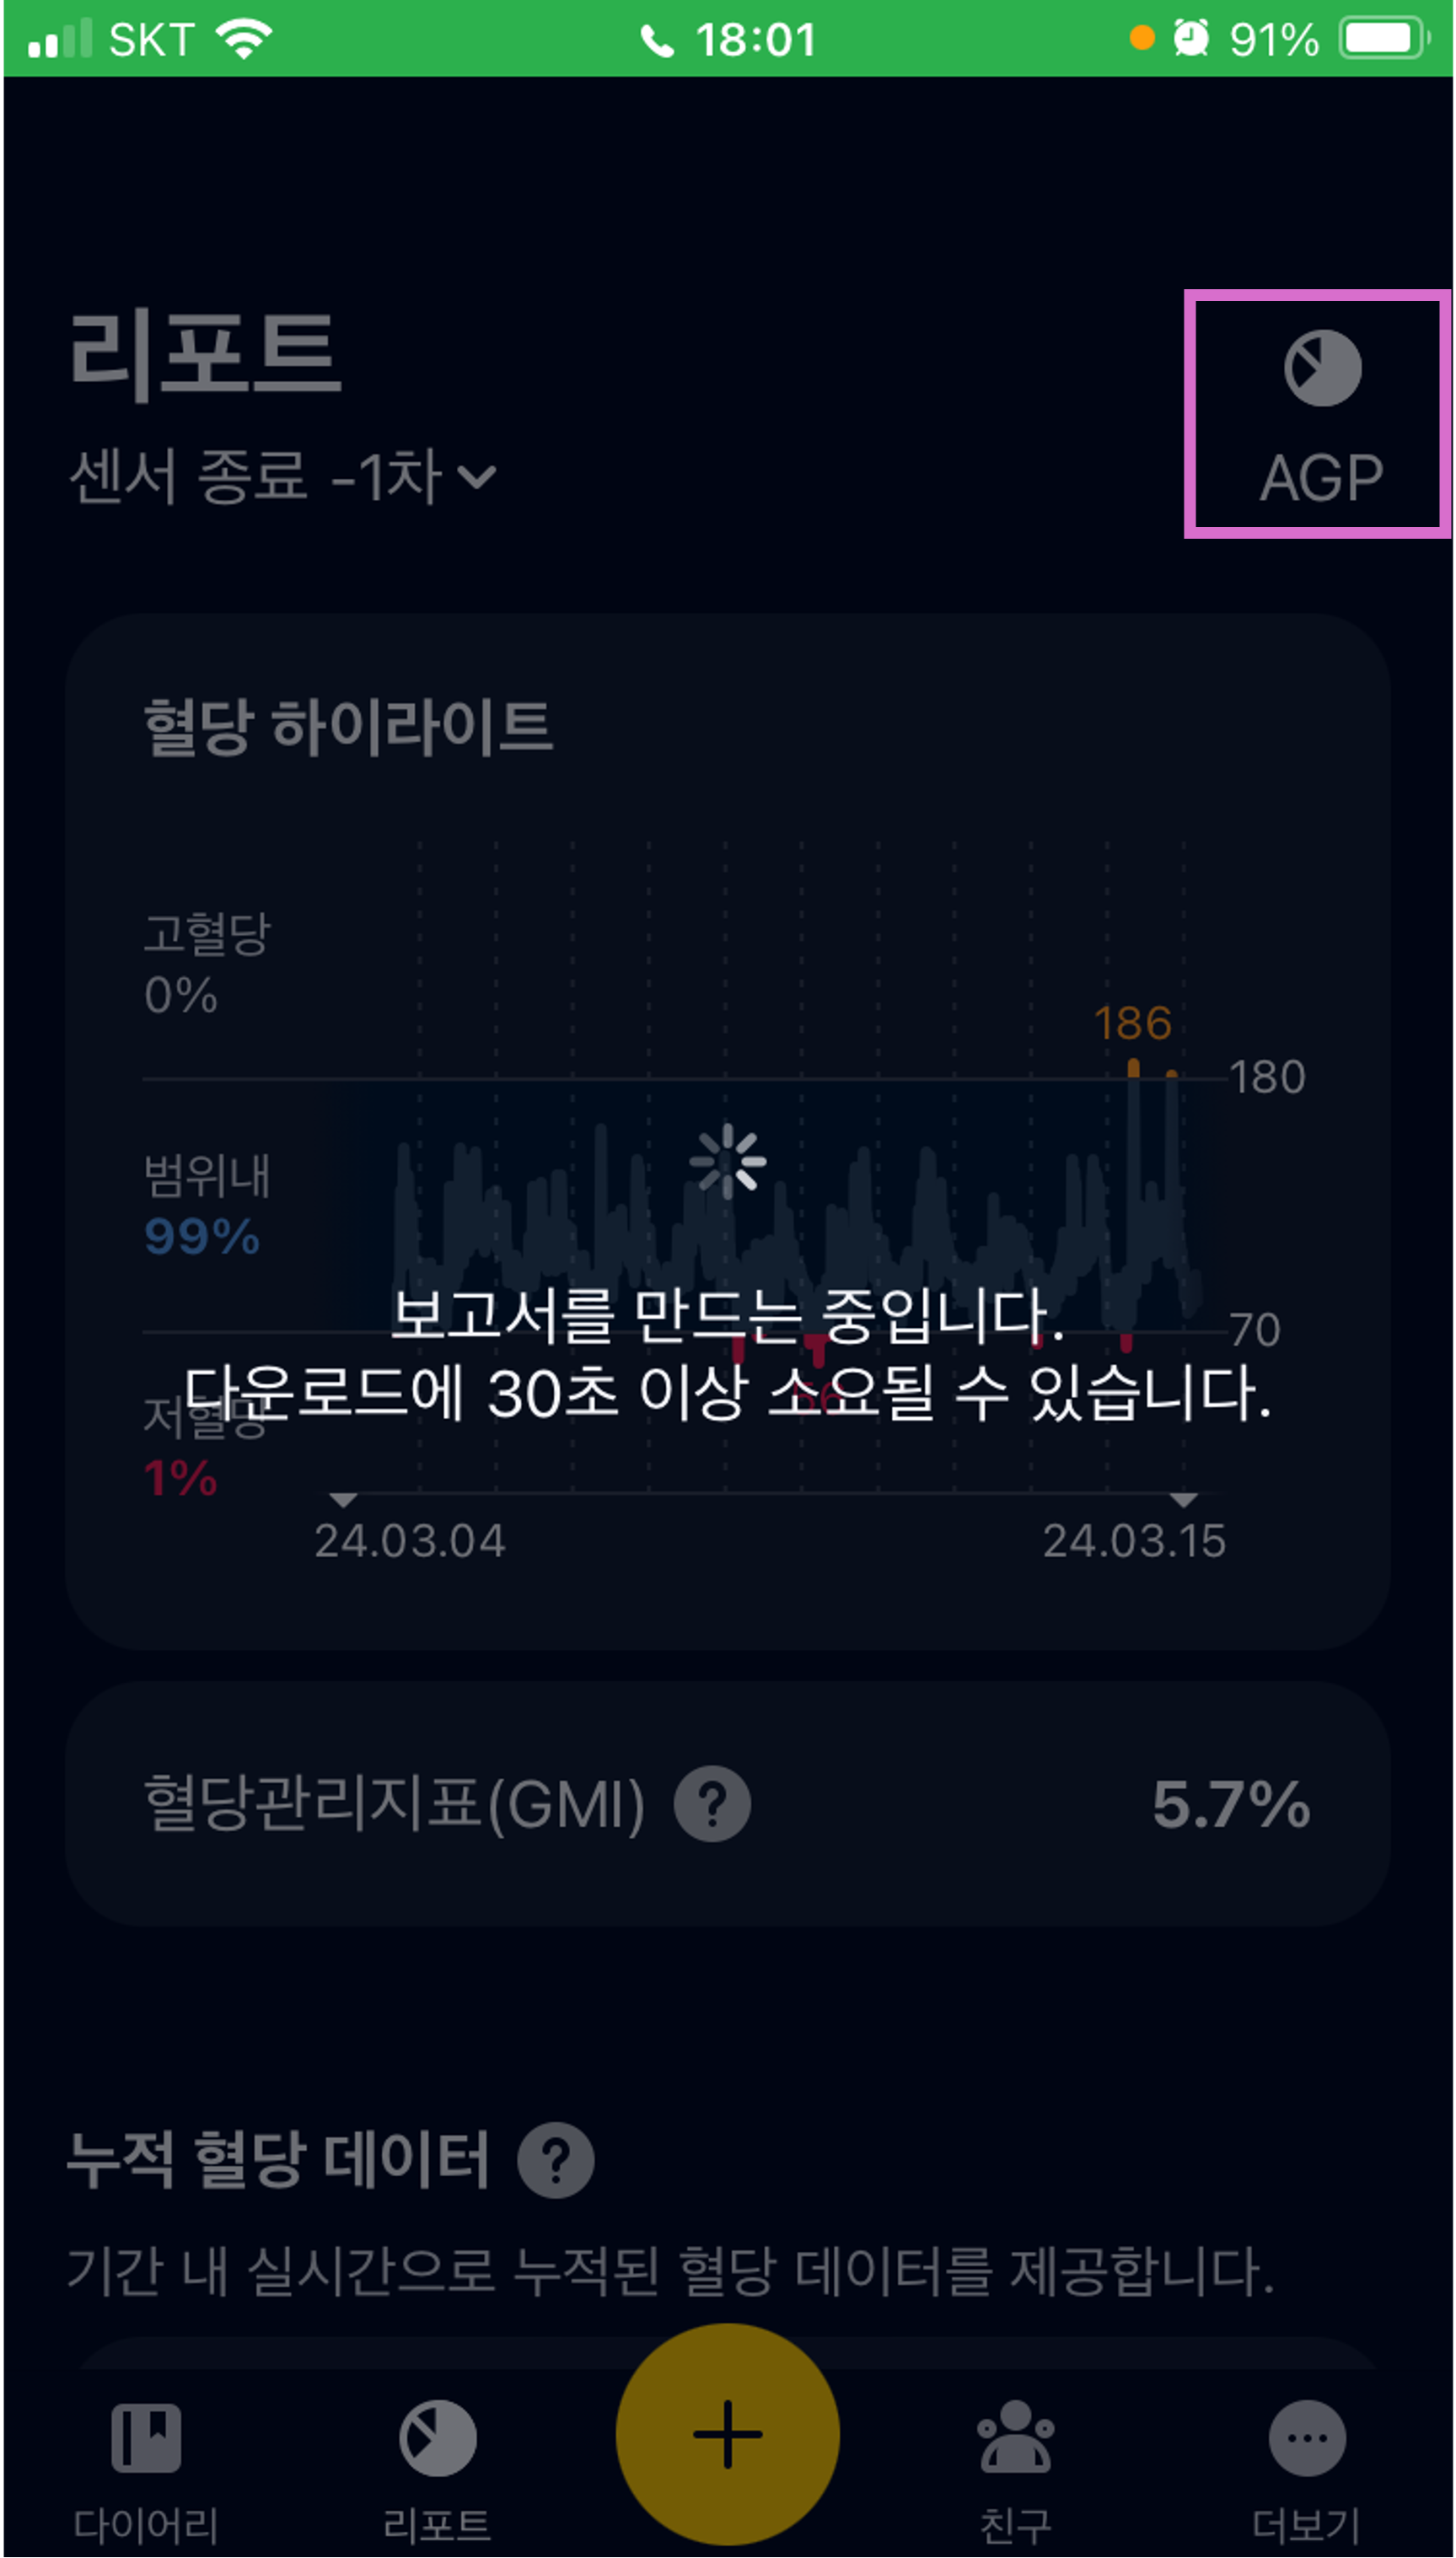 SKT 18:01 91%
리포트
센서 종료 -1차
AGP
혈당 하이라이트
고혈당
0%
186
180
범위내
99%
보고서를 만드는 중입니다.
70
다운로드에 30초 이상 소요될 수 있습니다.
저혈당
1%
24.03.04 24.03.15
혈당관리지표(GMI) ? 5.7%
누적 혈당 데이터 ?
기간 내 실시간으로 누적된 혈당 데이터를 제공합니다.
다이어리 리포트 친구 더보기